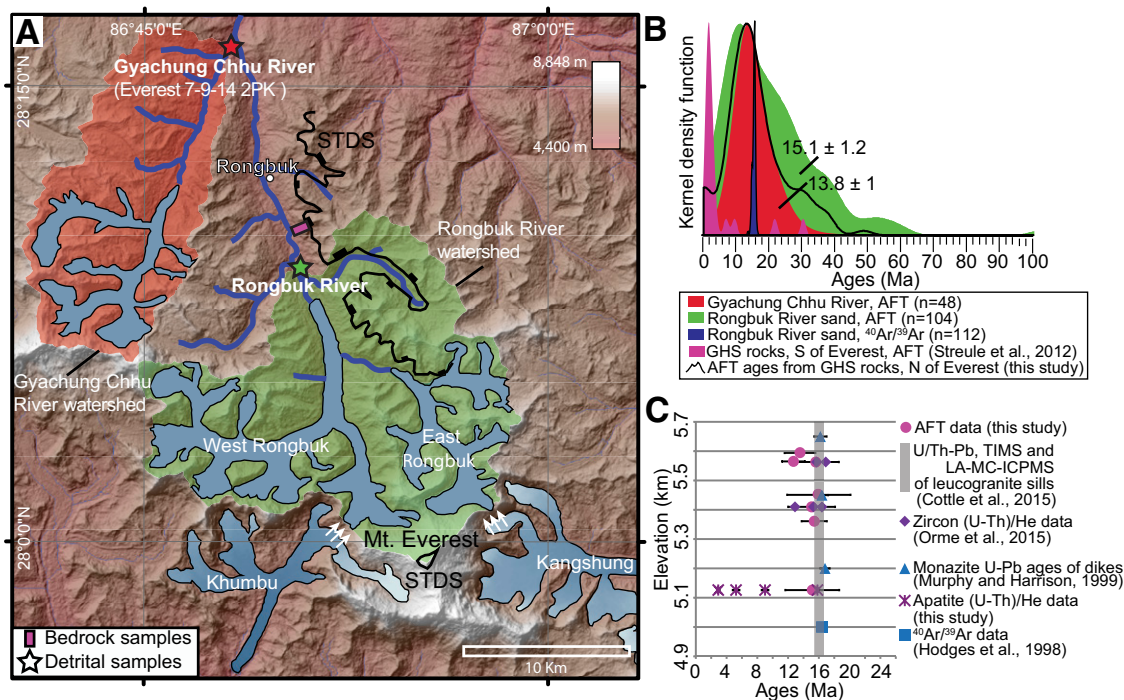 A
86°45'0"E
87°0'0"E
28°15'N
28°0'N
Gyachung Chhu River
(Everest 7-9-14 2PK )
8,848 m
4,400 m
STDS
Rongbuk
Rongbuk River
watershed
Rongbuk River
Gyachung Chhu
River watershed
West Rongbuk
East
Rongbuk
Mt. Everest
STDS
Khumbu
Kangshung
Bedrock samples
Detrital samples
10 Km
B
Kernel density function
15.1 ± 1.2
13.8 ± 1
0 10 20 30 40 50 60 70 80 90 100
Ages (Ma)
Gyachung Chhu River, AFT (n=48)
Rongbuk River sand, AFT (n=104)
Rongbuk River sand, ⁴⁰Ar/³⁹Ar (n=112)
GHS rocks, S of Everest, AFT (Streule et al., 2012)
AFT ages from GHS rocks, N of Everest (this study)
C
Elevation (km)
5.7
5.5
5.3
5.1
4.9
0 4 8 12 16 20 24
Ages (Ma)
AFT data (this study)
U/Th-Pb, TIMS and
LA-MC-ICPMS
of leucogranite sills
(Cottle et al., 2015)
Zircon (U-Th)/He data
(Orme et al., 2015)
Monazite U-Pb ages of dikes
(Murphy and Harrison, 1999)
Apatite (U-Th)/He data
(this study)
⁴⁰Ar/³⁹Ar data
(Hodges et al., 1998)